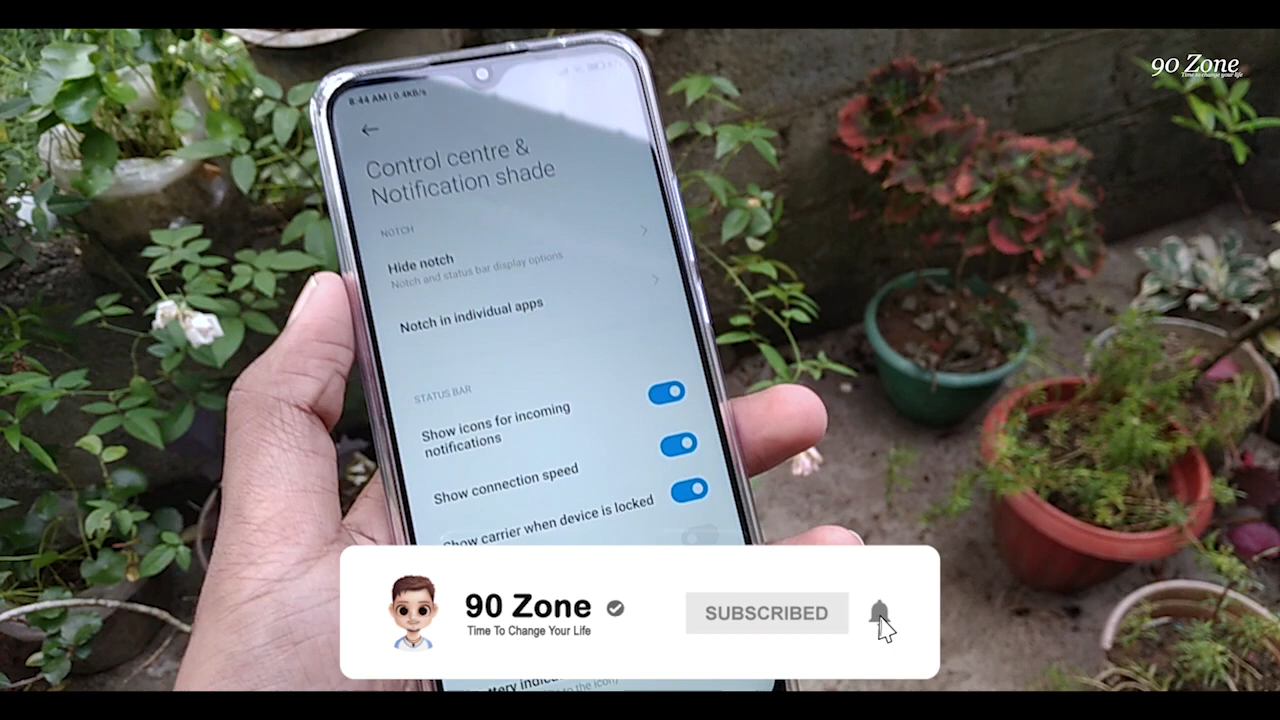 90 Zone
Time to change your life
8:44 AM | 0.4KB/s
Control centre &
Notification shade
NOTCH
Hide notch
Notch and status bar display options
Notch in individual apps
STATUS BAR
Show icons for incoming
notifications
Show connection speed
Show carrier when device is locked
90 Zone
Time To Change Your Life
SUBSCRIBED